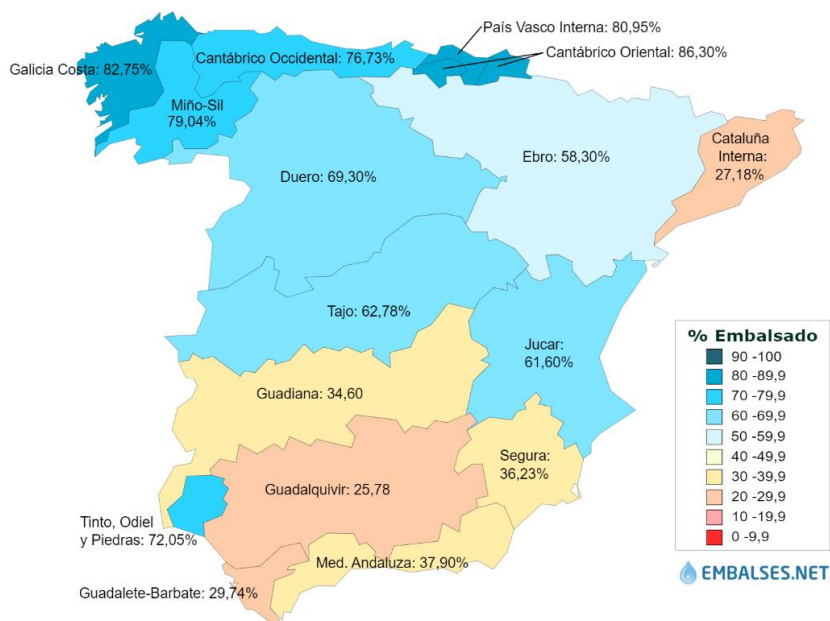 País Vasco Interna: 80,95%
Cantábrico Oriental: 86,30%
Cantábrico Occidental: 76,73%
Galicia Costa: 82,75%
Miño-Sil
79,04%
Cataluña
Interna:
27,18%
Ebro: 58,30%
Duero: 69,30%
Tajo: 62,78%
Jucar:
61,60%
Guadiana: 34,60
Segura:
36,23%
Guadalquivir: 25,78
Tinto, Odiel
y Piedras: 72,05%
Med. Andaluza: 37,90%
Guadalete-Barbate: 29,74%
% Embalsado
90 -100
80 -89,9
70 -79,9
60 -69,9
50 -59,9
40 -49,9
30 -39,9
20 -29,9
10 -19,9
0 -9,9
EMBALSES.NET